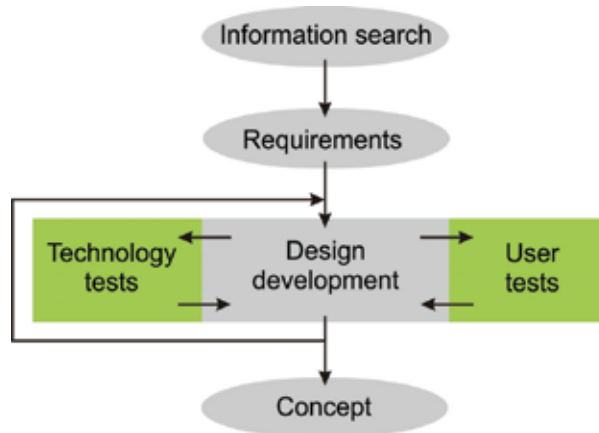 Information search
Requirements
Technology
tests
Design
development
User
tests
Concept